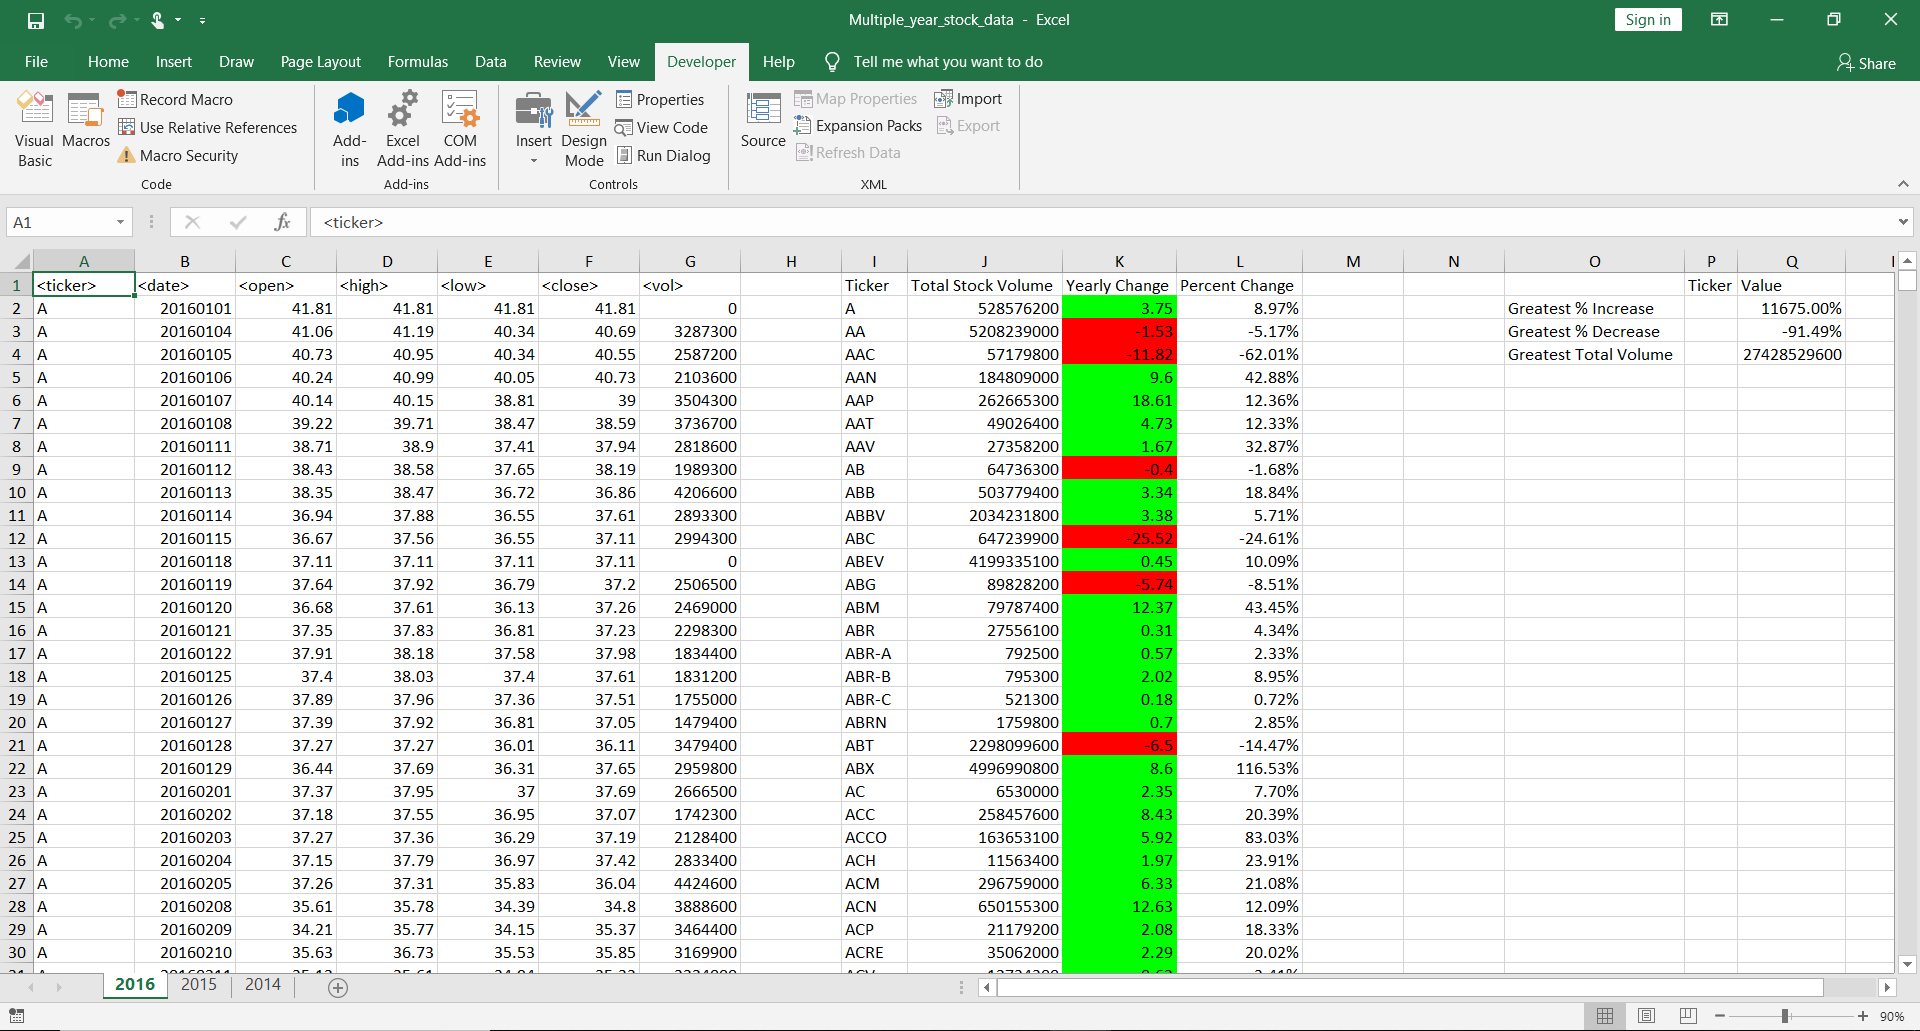 Multiple_year_stock_data - Excel
Sign in
File Home Insert Draw Page Layout Formulas Data Review View Developer Help Tell me what you want to do Share
Visual Basic
Macros
Record Macro
Use Relative References
Macro Security
Code
Add-ins
Excel Add-ins
COM Add-ins
Add-ins
Insert
Design Mode
Properties
View Code
Run Dialog
Controls
Source
Map Properties
Expansion Packs
Refresh Data
Import
Export
XML
A1 fx <ticker>
A B C D E F G H I J K L M N O P Q
1 <ticker> <date> <open> <high> <low> <close> <vol> Ticker Total Stock Volume Yearly Change Percent Change Ticker Value
2 A 20160101 41.81 41.81 41.81 41.81 0 A 528576200 3.75 8.97% Greatest % Increase 11675.00%
3 A 20160104 41.06 41.19 40.34 40.69 3287300 AA 5208239000 -1.53 -5.17% Greatest % Decrease -91.49%
4 A 20160105 40.73 40.95 40.34 40.55 2587200 AAC 57179800 -11.82 -62.01% Greatest Total Volume 27428529600
5 A 20160106 40.24 40.99 40.05 40.73 2103600 AAN 184809000 9.6 42.88%
6 A 20160107 40.14 40.15 38.81 39 3504300 AAP 262665300 18.61 12.36%
7 A 20160108 39.22 39.71 38.47 38.59 3736700 AAT 49026400 4.73 12.33%
8 A 20160111 38.71 38.9 37.41 37.94 2818600 AAV 27358200 1.67 32.87%
9 A 20160112 38.43 38.58 37.65 38.19 1989300 AB 64736300 -0.4 -1.68%
10 A 20160113 38.35 38.47 36.72 36.86 4206600 ABB 503779400 3.34 18.84%
11 A 20160114 36.94 37.88 36.55 37.61 2893300 ABBV 2034231800 3.38 5.71%
12 A 20160115 36.67 37.56 36.55 37.11 2994300 ABC 647239900 -25.52 -24.61%
13 A 20160118 37.11 37.11 37.11 37.11 0 ABEV 4199335100 0.45 10.09%
14 A 20160119 37.64 37.92 36.79 37.2 2506500 ABG 89828200 -5.74 -8.51%
15 A 20160120 36.68 37.61 36.13 37.26 2469000 ABM 79787400 12.37 43.45%
16 A 20160121 37.35 37.83 36.81 37.23 2298300 ABR 27556100 0.31 4.34%
17 A 20160122 37.91 38.18 37.58 37.98 1834400 ABR-A 792500 0.57 2.33%
18 A 20160125 37.4 38.03 37.4 37.61 1831200 ABR-B 795300 2.02 8.95%
19 A 20160126 37.89 37.96 37.36 37.51 1755000 ABR-C 521300 0.18 0.72%
20 A 20160127 37.39 37.92 36.81 37.05 1479400 ABRN 1759800 0.7 2.85%
21 A 20160128 37.27 37.27 36.01 36.11 3479400 ABT 2298099600 -6.5 -14.47%
22 A 20160129 36.44 37.69 36.31 37.65 2959800 ABX 4996990800 8.6 116.53%
23 A 20160201 37.37 37.95 37 37.69 2666500 AC 6530000 2.35 7.70%
24 A 20160202 37.18 37.55 36.95 37.07 1742300 ACC 258457600 8.43 20.39%
25 A 20160203 37.27 37.36 36.29 37.19 2128400 ACCO 163653100 5.92 83.03%
26 A 20160204 37.15 37.79 36.97 37.42 2833400 ACH 11563400 1.97 23.91%
27 A 20160205 37.26 37.31 35.83 36.04 4424600 ACM 296759000 6.33 21.08%
28 A 20160208 35.61 35.78 34.39 34.8 3888600 ACN 650155300 12.63 12.09%
29 A 20160209 34.21 35.77 34.15 35.37 3464400 ACP 21179200 2.08 18.33%
30 A 20160210 35.63 36.73 35.53 35.85 3169900 ACRE 35062000 2.29 20.02%
2016 2015 2014
90%